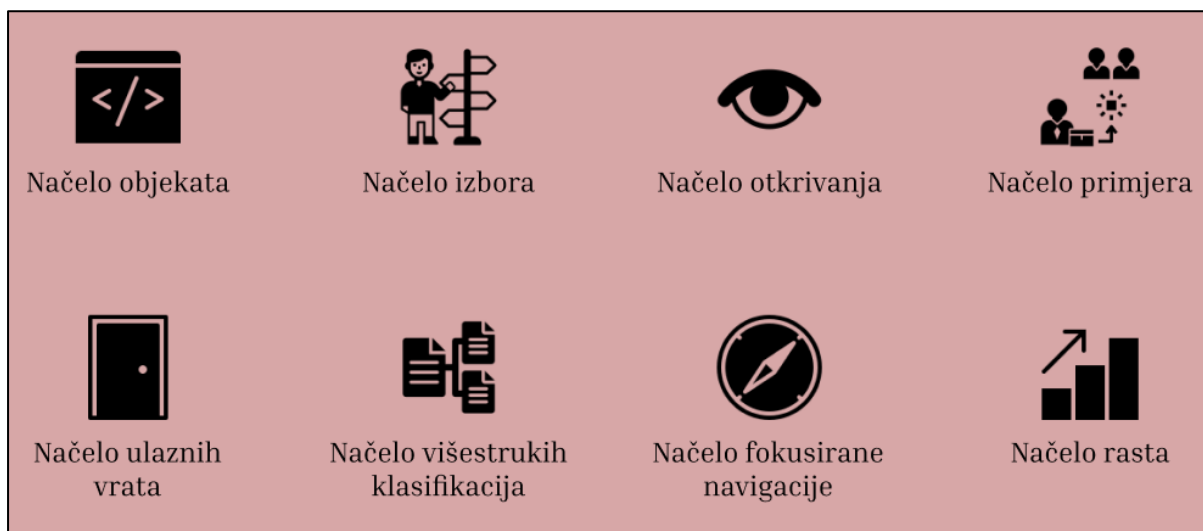 </>
Načelo objekata
Načelo izbora
Načelo otkrivanja
Načelo primjera
Načelo ulaznih
vrata
Načelo višestrukih
klasifikacija
Načelo fokusirane
navigacije
Načelo rasta